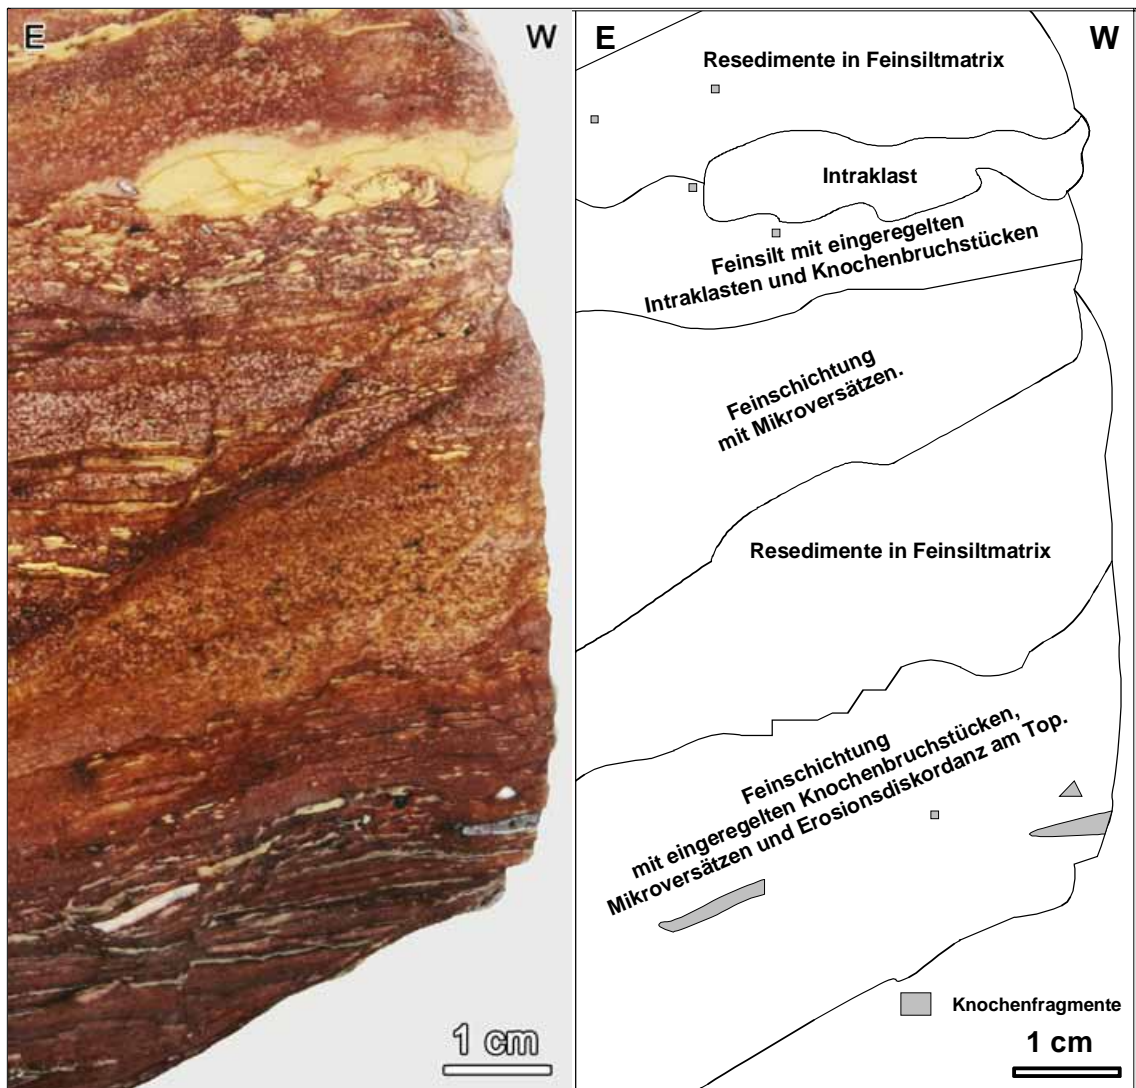 E
W
1 cm
E
W
Resedimente in Feinsiltmatrix
Intraklast
Feinsilt mit eingeregelten
Intraklasten und Knochenbruchstücken
Feinschichtung
mit Mikroversätzen.
Resedimente in Feinsiltmatrix
Feinschichtung
mit eingeregelten Knochenbruchstücken,
Mikroversätzen und Erosionsdiskordanz am Top.
Knochenfragmente
1 cm